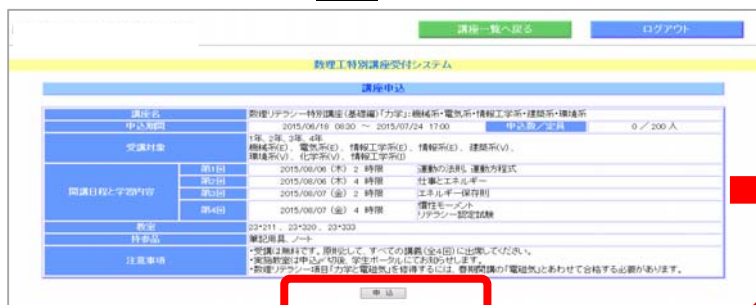 講座一覧へ戻る ログアウト
数理工特別講座受付システム
講座申込
講座名 数理リテラシー特別講座(基礎編)「力学」: 機械系・電気系・情報工学系・建築系・環境系
申込期間 2015/06/18 0830 ～ 2015/07/24 1700 申込数/定員 0 / 200 人
受講対象 1年, 2年, 3年, 4年
機械系(E), 電気系(E), 情報工学系(E), 情報系(E), 建築系(V),
環境系(V), 化学系(V), 情報工学系(I)
開講日程と学習内容 第1回 2015/08/06 (木) 2 時限 運動の法則, 運動方程式
第2回 2015/08/06 (木) 4 時限 仕事とエネルギー
第3回 2015/08/07 (金) 2 時限 エネルギー保存則
第4回 2015/08/07 (金) 4 時限 慣性モーメント
リテラシー認定試験
教室 23*211 , 23*320 , 23*333
持参品 筆記用具, ノート
注意事項 ・受講は無料です。原則として、すべての講義(全4回)に出席してください。
・実施教室は申込〆切後、学生ポータルにてお知らせします。
・数理リテラシー項目「力学と電磁気」を修得するには、春期開講の「電磁気」とあわせて合格する必要があります。
申 込